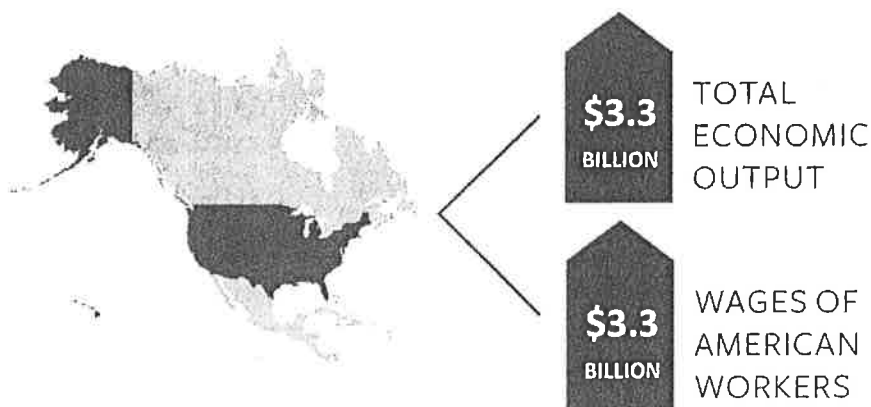 $3.3
BILLION
TOTAL
ECONOMIC
OUTPUT
$3.3
BILLION
WAGES OF
AMERICAN
WORKERS